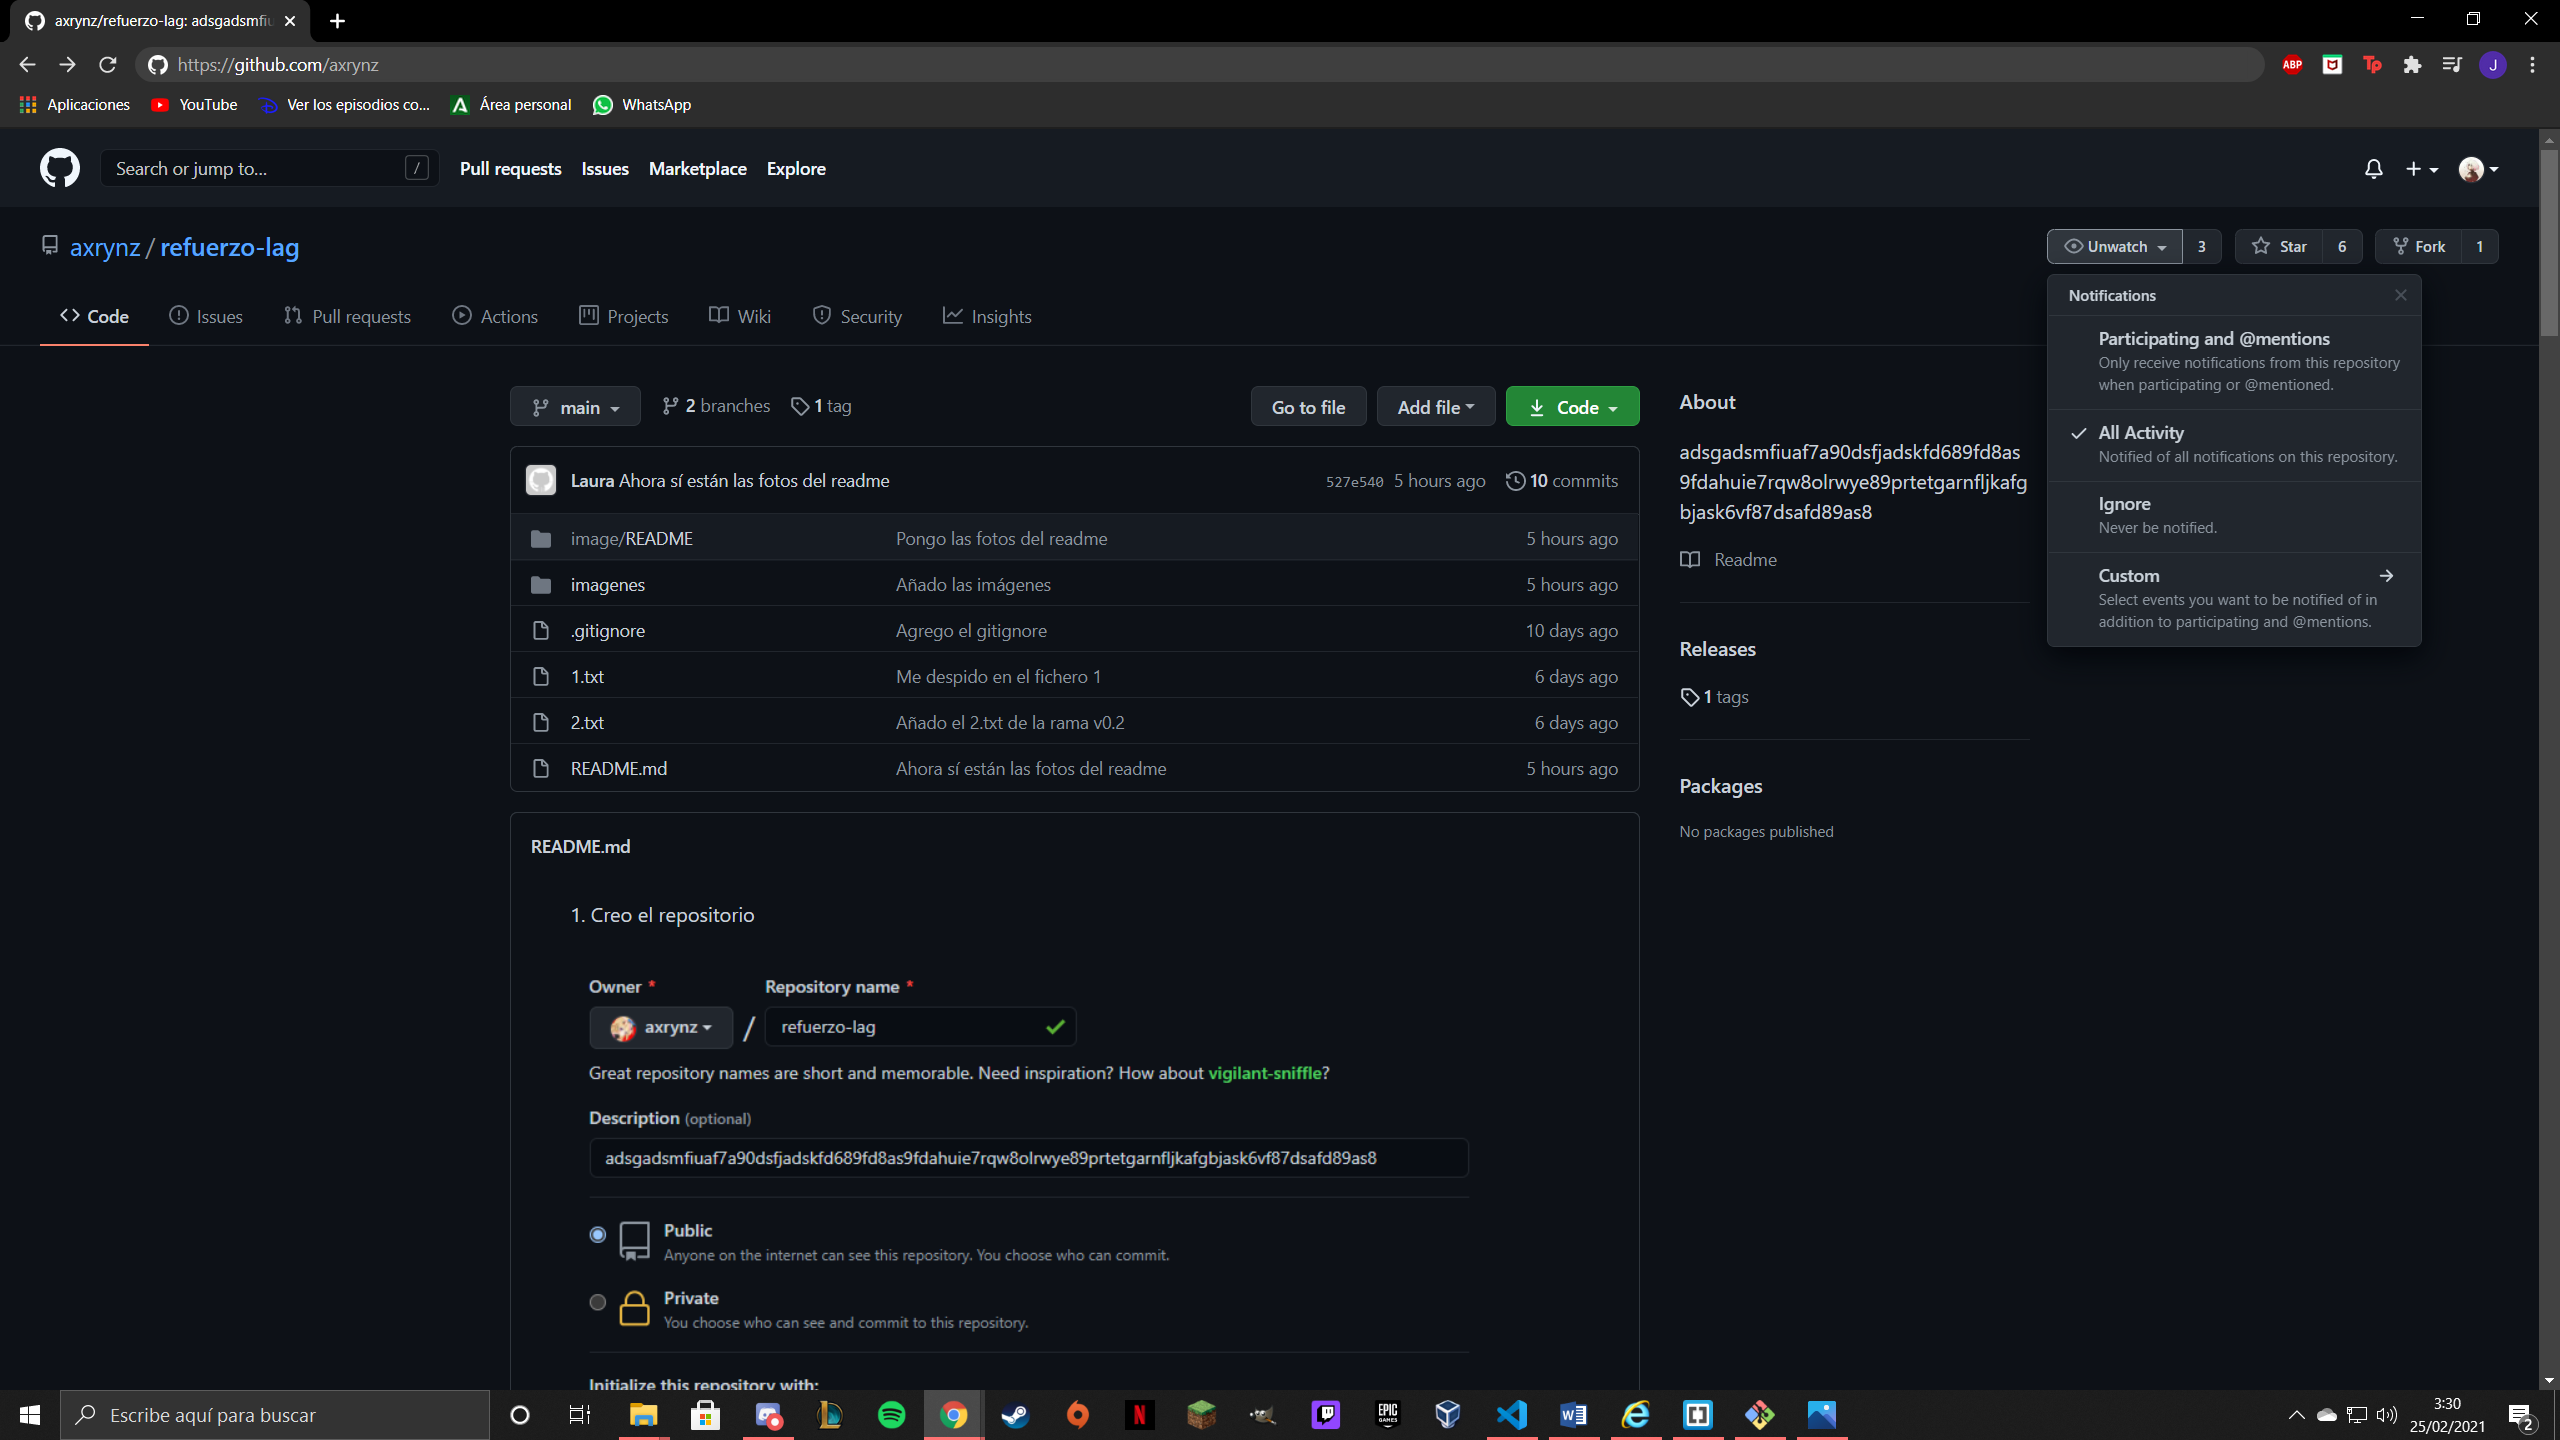 axrynz/refuerzo-lag: adsgadsmfiu
https://github.com/axrynz
ABP
Tp
J
Aplicaciones
YouTube
Ver los episodios co...
Área personal
WhatsApp
Search or jump to...
/
Pull requests
Issues
Marketplace
Explore
axrynz / refuerzo-lag
Unwatch
3
Star
6
Fork
1
Code
Issues
Pull requests
Actions
Projects
Wiki
Security
Insights
Notifications
Participating and @mentions
Only receive notifications from this repository
when participating or @mentioned.
All Activity
Notified of all notifications on this repository.
Ignore
Never be notified.
Custom
Select events you want to be notified of in
addition to participating and @mentions.
main
2 branches
1 tag
Go to file
Add file
Code
Laura Ahora sí están las fotos del readme
527e540 5 hours ago
10 commits
image/README
Pongo las fotos del readme
5 hours ago
imagenes
Añado las imágenes
5 hours ago
.gitignore
Agrego el gitignore
10 days ago
1.txt
Me despido en el fichero 1
6 days ago
2.txt
Añado el 2.txt de la rama v0.2
6 days ago
README.md
Ahora sí están las fotos del readme
5 hours ago
About
adsgadsmfiuaf7a90dsfjadskfd689fd8as
9fdahuie7rqw8olrwye89prtetgarnfljkafg
bjask6vf87dsafd89as8
Readme
Releases
1 tags
Packages
No packages published
README.md
1. Creo el repositorio
Owner *
Repository name *
axrynz
/
refuerzo-lag
Great repository names are short and memorable. Need inspiration? How about vigilant-sniffle?
Description (optional)
adsgadsmfiuaf7a90dsfjadskfd689fd8as9fdahuie7rqw8olrwye89prtetgarnfljkafgbjask6vf87dsafd89as8
Public
Anyone on the internet can see this repository. You choose who can commit.
Private
You choose who can see and commit to this repository.
Initialize this repository with:
Escribe aquí para buscar
EPIC
GAMES
3:30
25/02/2021
2